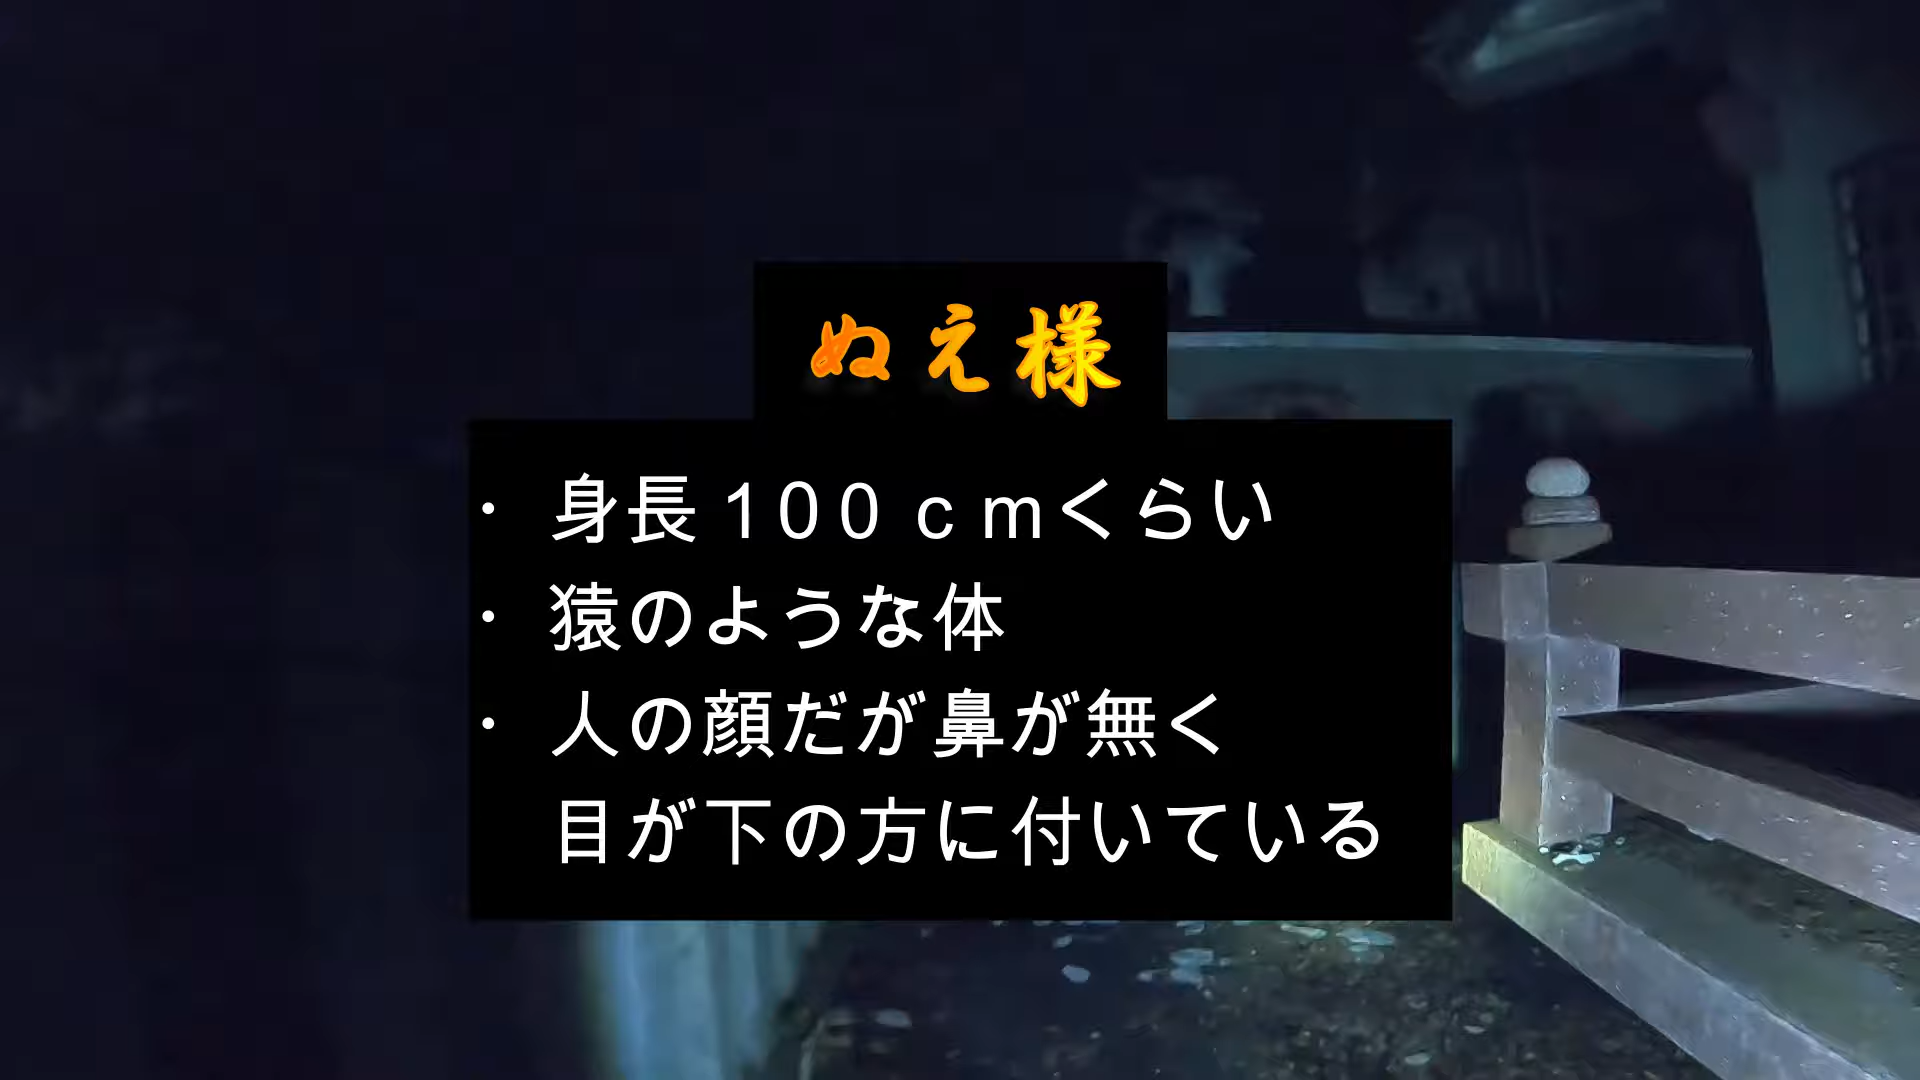 ぬえ様
・ 身長100cmくらい
・ 猿のような体
・ 人の顔だが鼻が無く
目が下の方に付いている